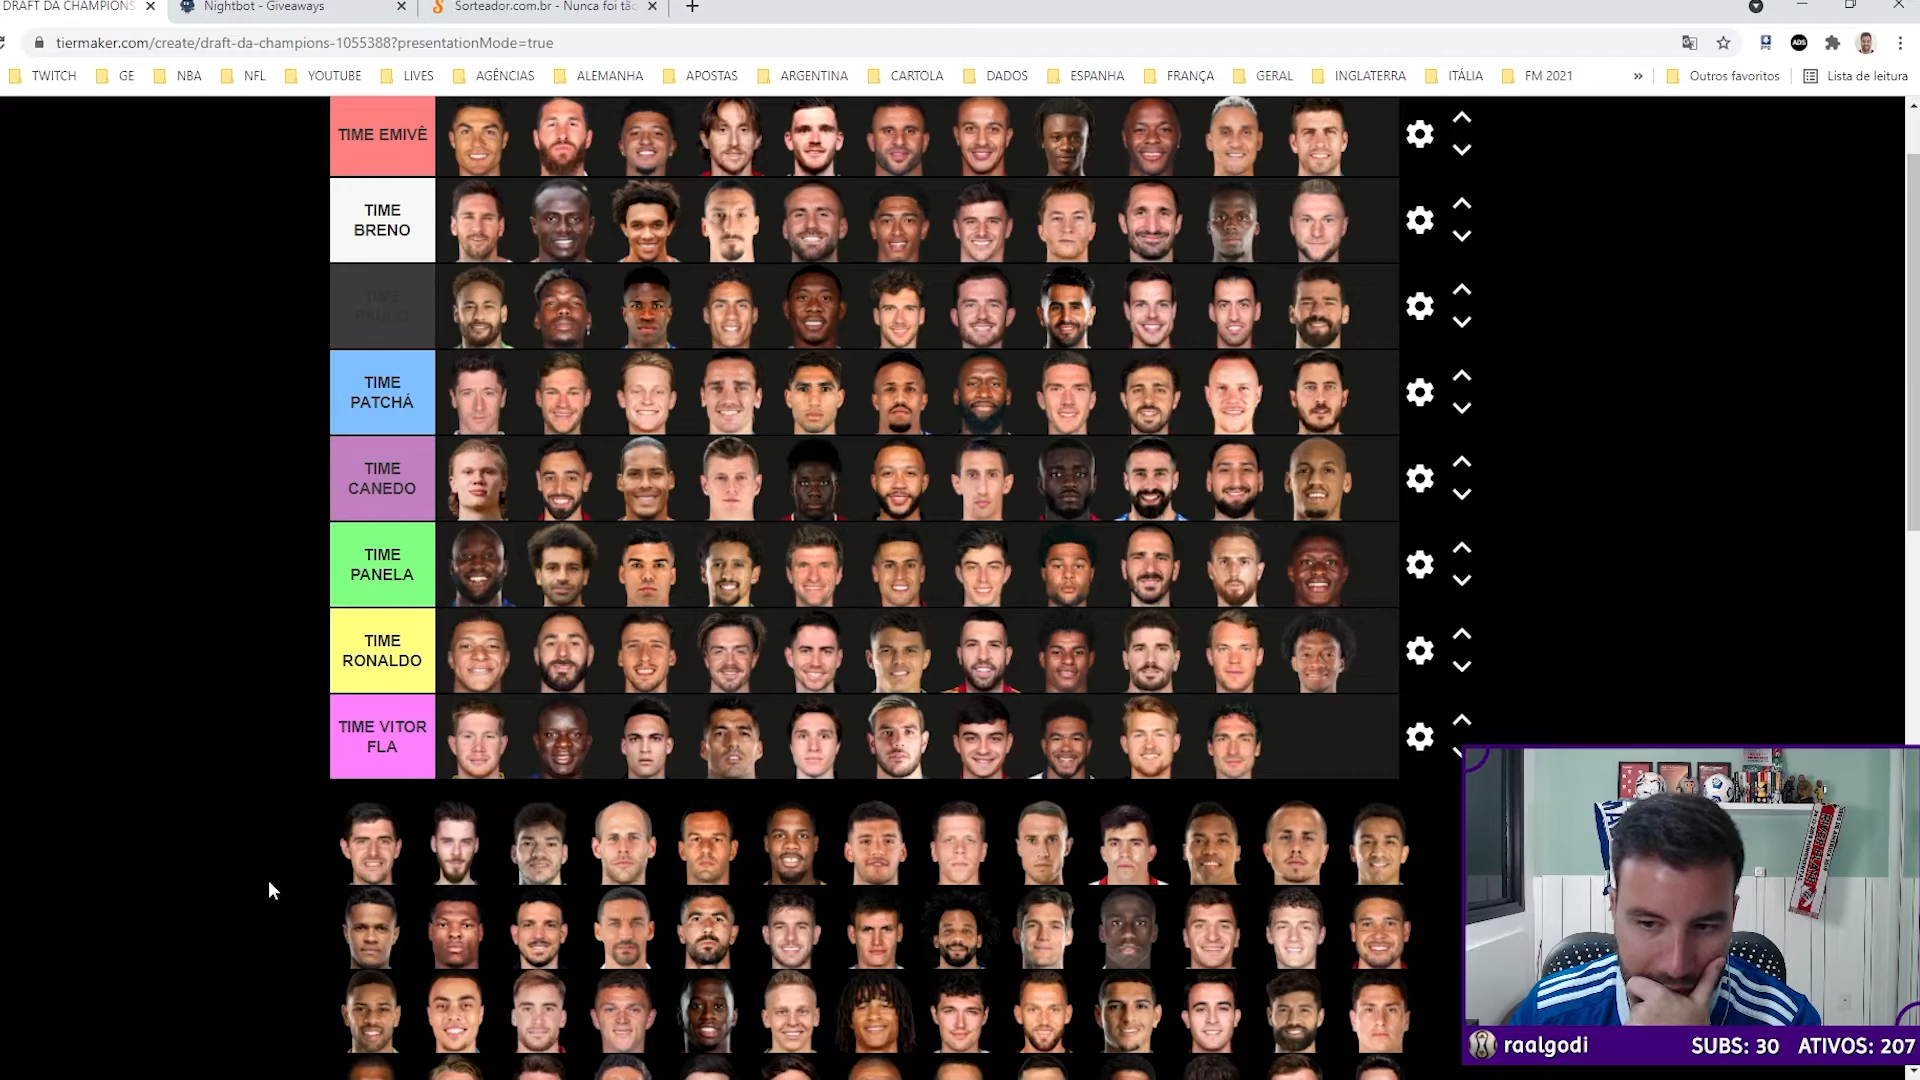 DRAFT DA CHAMPIONS
Nightbot - Giveaways
Sorteador.com.br - Nunca foi tão
tiermaker.com/create/draft-da-champions-1055388?presentationMode=true
TWITCH
GE
NBA
NFL
YOUTUBE
LIVES
AGÊNCIAS
ALEMANHA
APOSTAS
ARGENTINA
CARTOLA
DADOS
ESPANHA
FRANÇA
GERAL
INGLATERRA
ITÁLIA
FM 2021
»
Outros favoritos
Lista de leitura
TIME EMIVÊ
TIME
BRENO
TIME
PAULO
TIME
PATCHÁ
TIME
CANEDO
TIME
PANELA
TIME
RONALDO
TIME VITOR
FLA
raalgodi
SUBS: 30
ATIVOS: 207